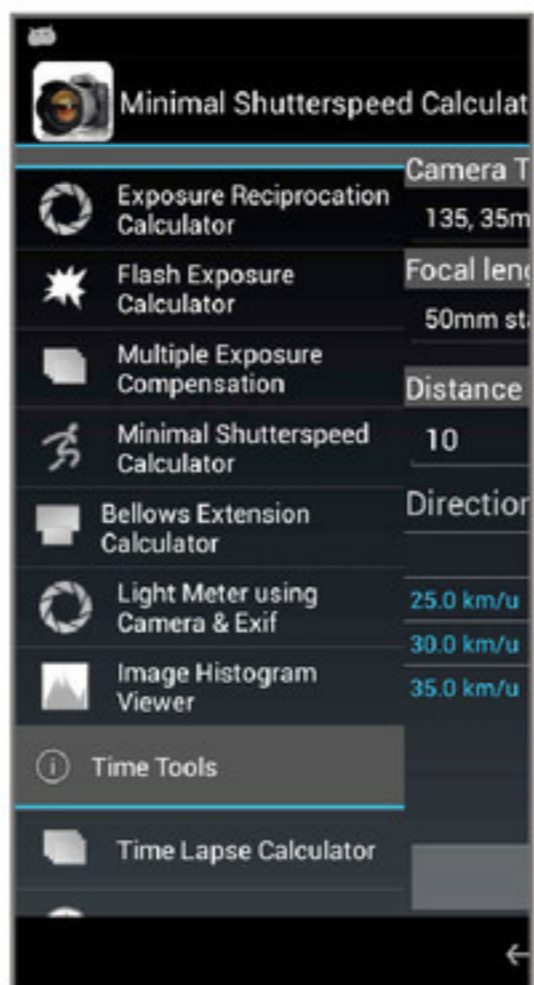 Minimal Shutterspeed Calculat
Exposure Reciprocation
Calculator
Flash Exposure
Calculator
Multiple Exposure
Compensation
Minimal Shutterspeed
Calculator
Bellows Extension
Calculator
Light Meter using
Camera & Exif
Image Histogram
Viewer
Time Tools
Time Lapse Calculator
Camera T
135, 35m
Focal leng
50mm sta
Distance
10
Direction
25.0 km/u
30.0 km/u
35.0 km/u